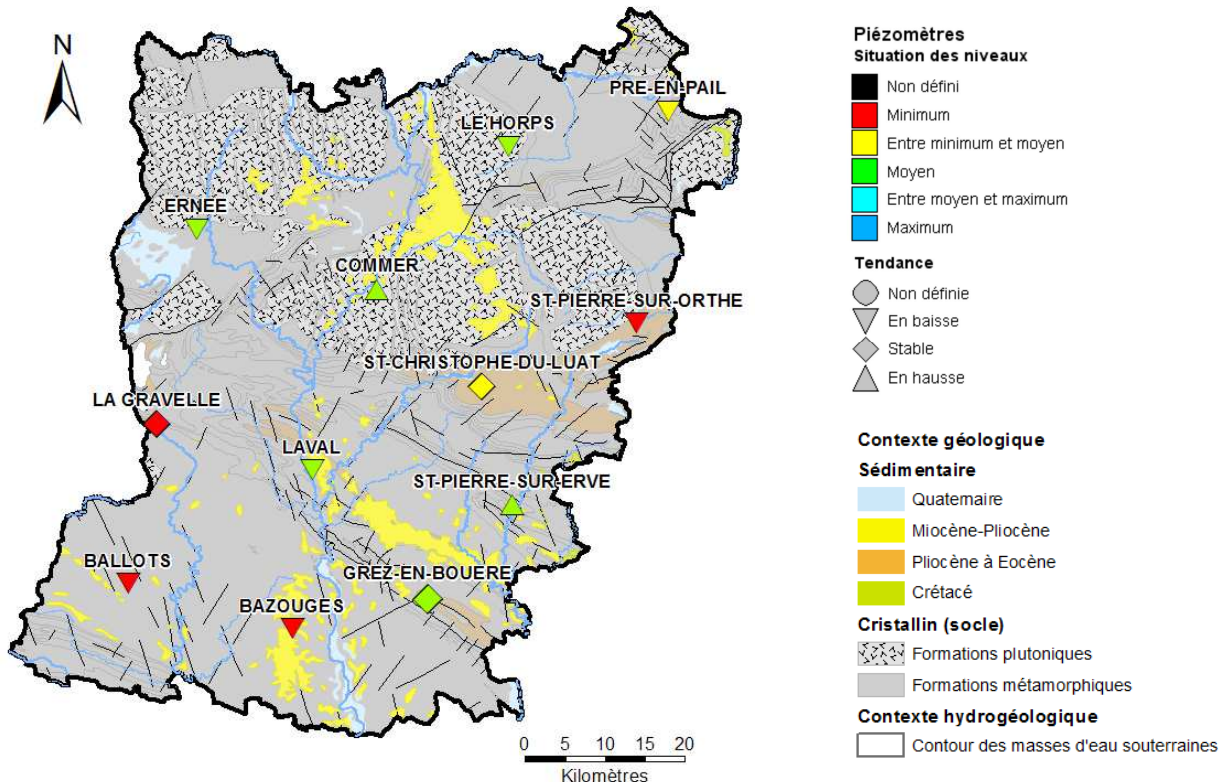 N
PRE-EN-PAIL
LE HORPS
ERNEE
COMMER
ST-PIERRE-SUR-ORTHE
ST-CHRISTOPHE-DU-LUAT
LA GRAVELLE
LAVAL
ST-PIERRE-SUR-ERVE
BALLOTS
GREZ-EN-BOUERE
BAZOUGES
0 5 10 15 20
Kilomètres
Piézomètres
Situation des niveaux
Non défini
Minimum
Entre minimum et moyen
Moyen
Entre moyen et maximum
Maximum
Tendance
Non définie
En baisse
Stable
En hausse
Contexte géologique
Sédimentaire
Quaternaire
Miocène-Pliocène
Pliocène à Eocène
Crétacé
Cristallin (socle)
Formations plutoniques
Formations métamorphiques
Contexte hydrogéologique
Contour des masses d'eau souterraines